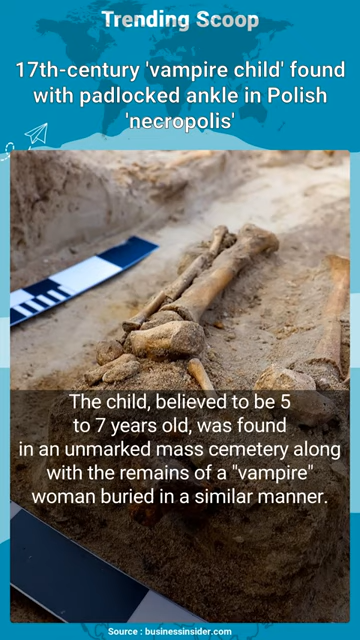 Trending Scoop
17th-century 'vampire child' found
with padlocked ankle in Polish
'necropolis'
The child, believed to be 5
to 7 years old, was found
in an unmarked mass cemetery along
with the remains of a "vampire"
woman buried in a similar manner.
Source : businessinsider.com